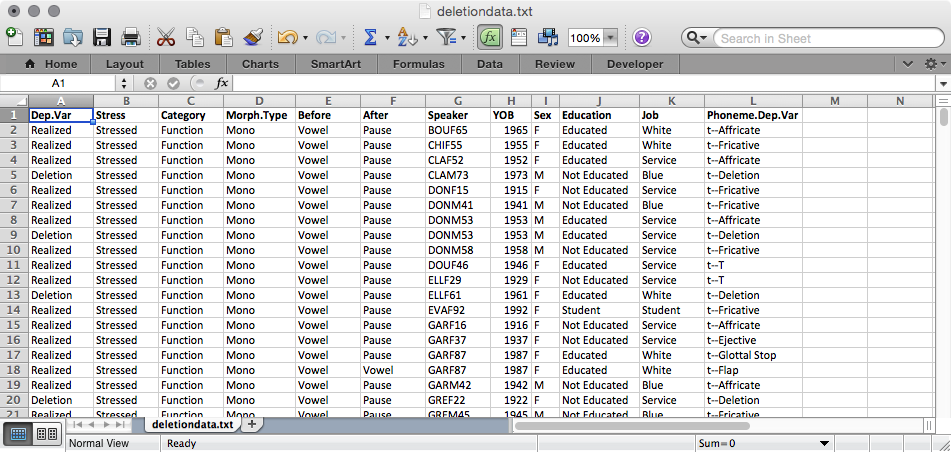 deletiondata.txt
100%
fx
Search in Sheet
Home Layout Tables Charts SmartArt Formulas Data Review Developer
A1 fx
A B C D E F G H I J K L M N
1 Dep.Var Stress Category Morph.Type Before After Speaker YOB Sex Education Job Phoneme.Dep.Var
2 Realized Stressed Function Mono Vowel Pause BOUF65 1965 F Educated White t--Affricate
3 Realized Stressed Function Mono Vowel Pause CHIF55 1955 F Educated White t--Fricative
4 Realized Stressed Function Mono Vowel Pause CLAF52 1952 F Educated Service t--Affricate
5 Deletion Stressed Function Mono Vowel Pause CLAM73 1973 M Not Educated Blue t--Deletion
6 Realized Stressed Function Mono Vowel Pause DONF15 1915 F Not Educated Service t--Fricative
7 Realized Stressed Function Mono Vowel Pause DONM41 1941 M Not Educated Blue t--Fricative
8 Realized Stressed Function Mono Vowel Pause DONM53 1953 M Educated Service t--Affricate
9 Deletion Stressed Function Mono Vowel Pause DONM53 1953 M Educated Service t--Deletion
10 Realized Stressed Function Mono Vowel Pause DONM58 1958 M Not Educated Service t--Fricative
11 Realized Stressed Function Mono Vowel Pause DOUF46 1946 F Educated Service t--T
12 Realized Stressed Function Mono Vowel Pause ELLF29 1929 F Not Educated Service t--T
13 Deletion Stressed Function Mono Vowel Pause ELLF61 1961 F Educated White t--Deletion
14 Realized Stressed Function Mono Vowel Pause EVAF92 1992 F Student Student t--Fricative
15 Realized Stressed Function Mono Vowel Pause GARF16 1916 F Not Educated Service t--Affricate
16 Realized Stressed Function Mono Vowel Pause GARF37 1937 F Not Educated Service t--Ejective
17 Realized Stressed Function Mono Vowel Pause GARF87 1987 F Educated White t--Glottal Stop
18 Realized Stressed Function Mono Vowel Vowel GARF87 1987 F Educated White t--Flap
19 Realized Stressed Function Mono Vowel Pause GARM42 1942 M Not Educated Blue t--Affricate
20 Deletion Stressed Function Mono Vowel Pause GREF22 1922 F Not Educated Service t--Deletion
21 Realized Stressed Function Mono Vowel Pause GREM45 1945 M Not Educated Blue t--Fricative
deletiondata.txt
Normal View Ready Sum=0